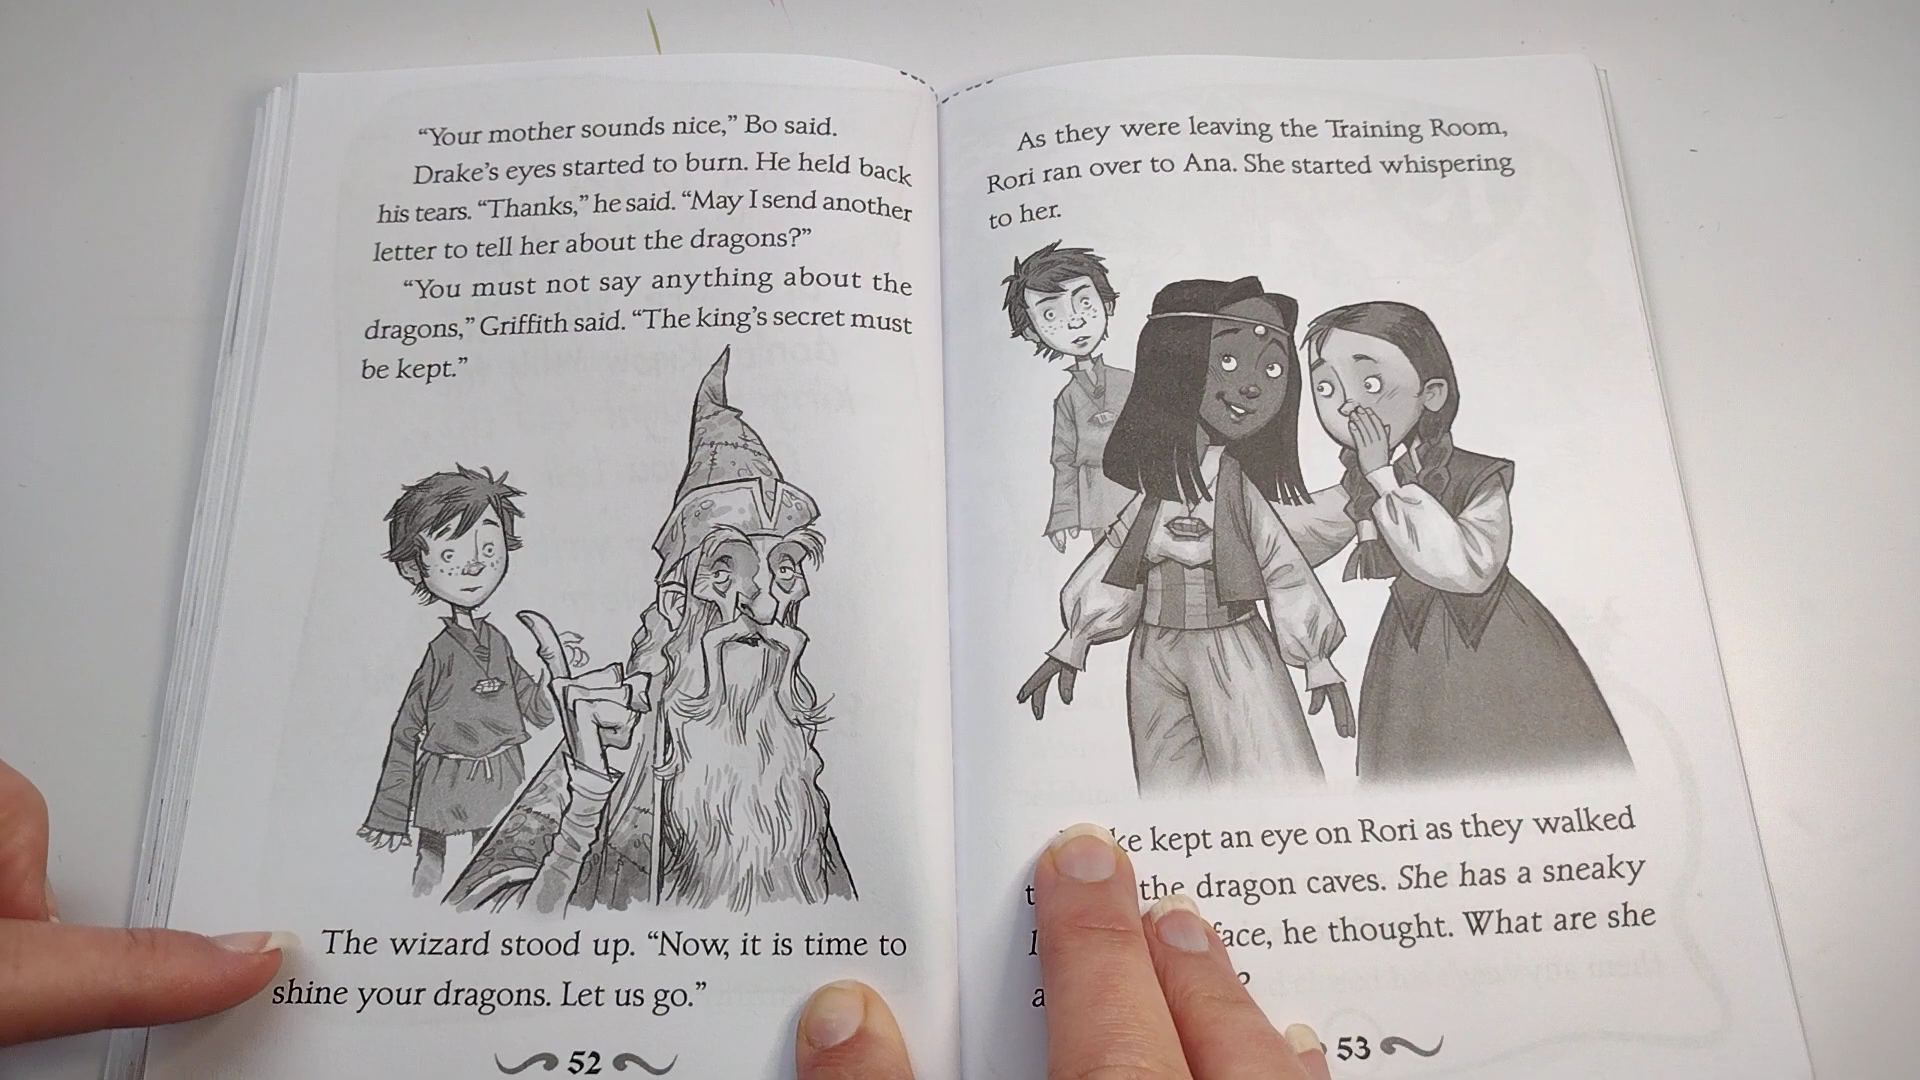 “Your mother sounds nice,” Bo said.
Drake’s eyes started to burn. He held back
his tears. “Thanks,” he said. “May I send another
letter to tell her about the dragons?”
“You must not say anything about the
dragons,” Griffith said. “The king’s secret must
be kept.”
The wizard stood up. “Now, it is time to
shine your dragons. Let us go.”
52
As they were leaving the Training Room,
Rori ran over to Ana. She started whispering
to her.
kept an eye on Rori as they walked
the dragon caves. She has a sneaky
face, he thought. What are she
53